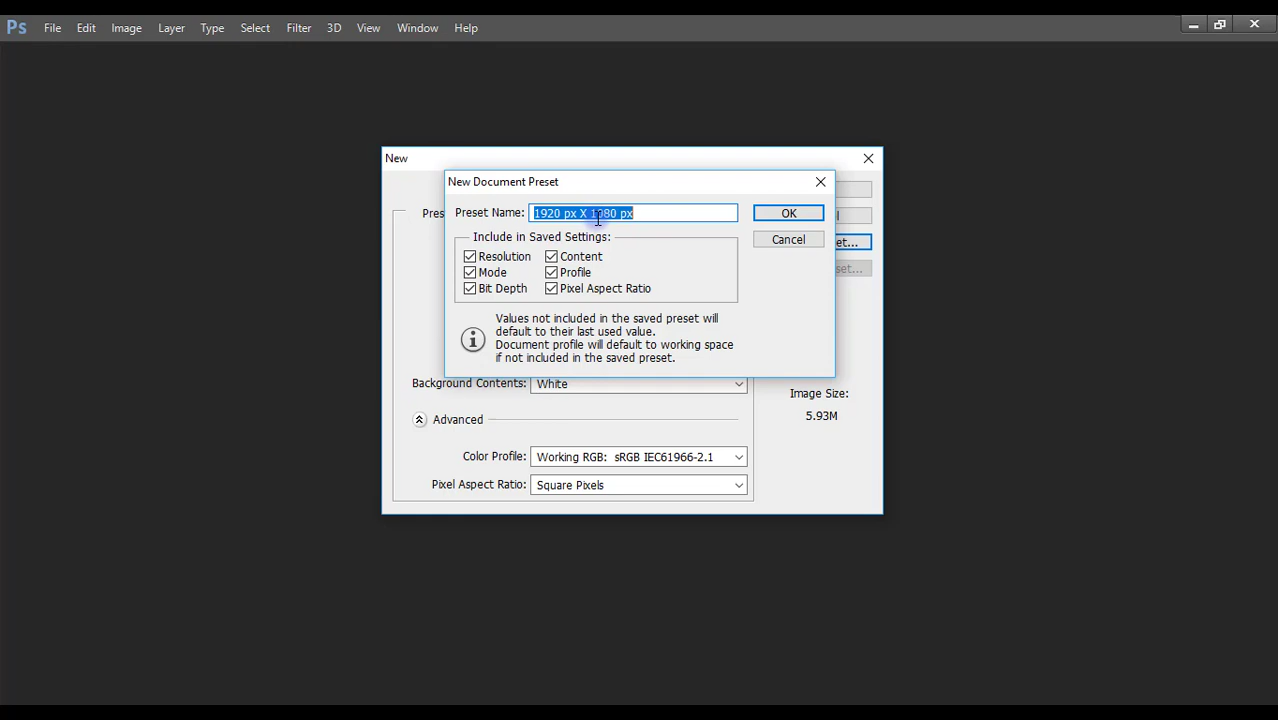 Ps File Edit Image Layer Type Select Filter 3D View Window Help
New
New Document Preset
Pres
Preset Name: 1920 px X 1080 px OK
Include in Saved Settings: Cancel
et...
Resolution Content
Mode Profile
Bit Depth Pixel Aspect Ratio
Values not included in the saved preset will
default to their last used value.
Document profile will default to working space
if not included in the saved preset.
Background Contents: White
Image Size:
5.93M
Advanced
Color Profile: Working RGB: sRGB IEC61966-2.1
Pixel Aspect Ratio: Square Pixels